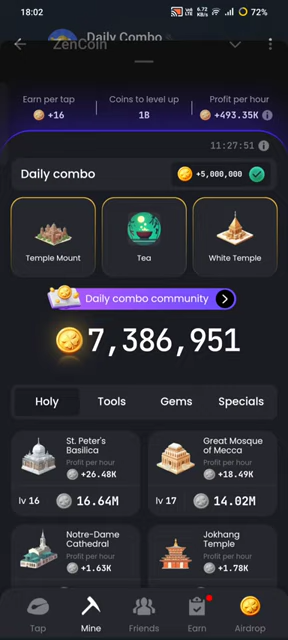 18:02
6.72 KB/s
72%
Daily Combo
ZenCoin
Earn per tap
+16
Coins to level up
1B
Profit per hour
+493.35K
11:27:51
Daily combo
+5,000,000
Temple Mount
Tea
White Temple
Daily combo community
7,386,951
Holy
Tools
Gems
Specials
St. Peter's
Basilica
Profit per hour
+26.48K
lv 16
16.64M
Great Mosque
of Mecca
Profit per hour
+18.49K
lv 17
14.02M
Notre-Dame
Cathedral
Profit per hour
+1.63K
Jokhang
Temple
Profit per hour
+1.78K
Tap
Mine
Friends
Earn
Airdrop